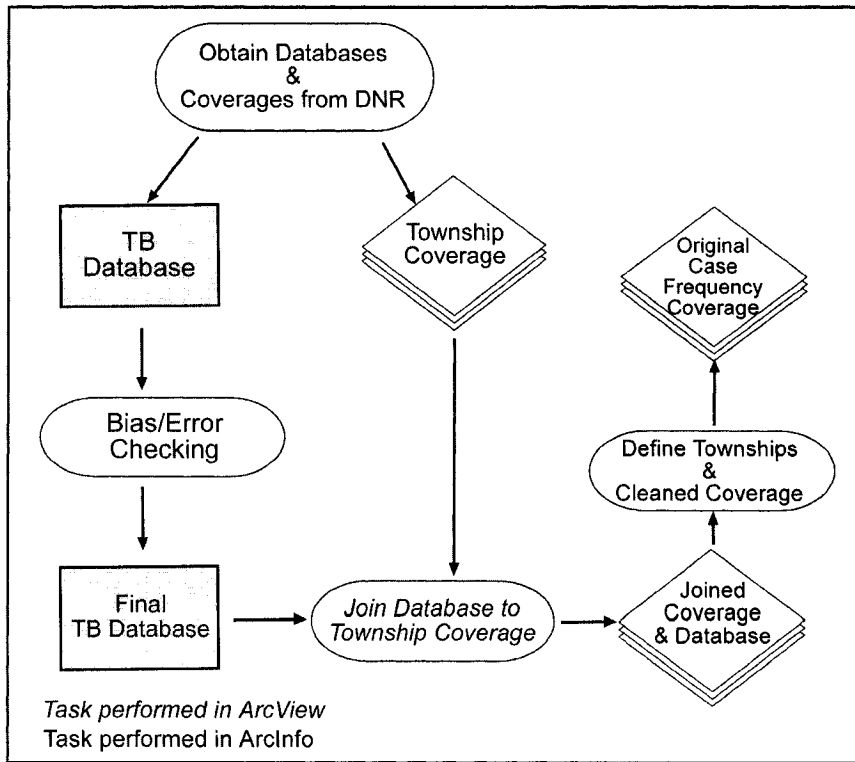 Obtain Databases
&
Coverages from DNR
TB
Database
Township
Coverage
Original
Case
Frequency
Coverage
Bias/Error
Checking
Define Townships
&
Cleaned Coverage
Final
TB Database
Join Database to
Township Coverage
Joined
Coverage
& Database
Task performed in ArcView
Task performed in ArcInfo